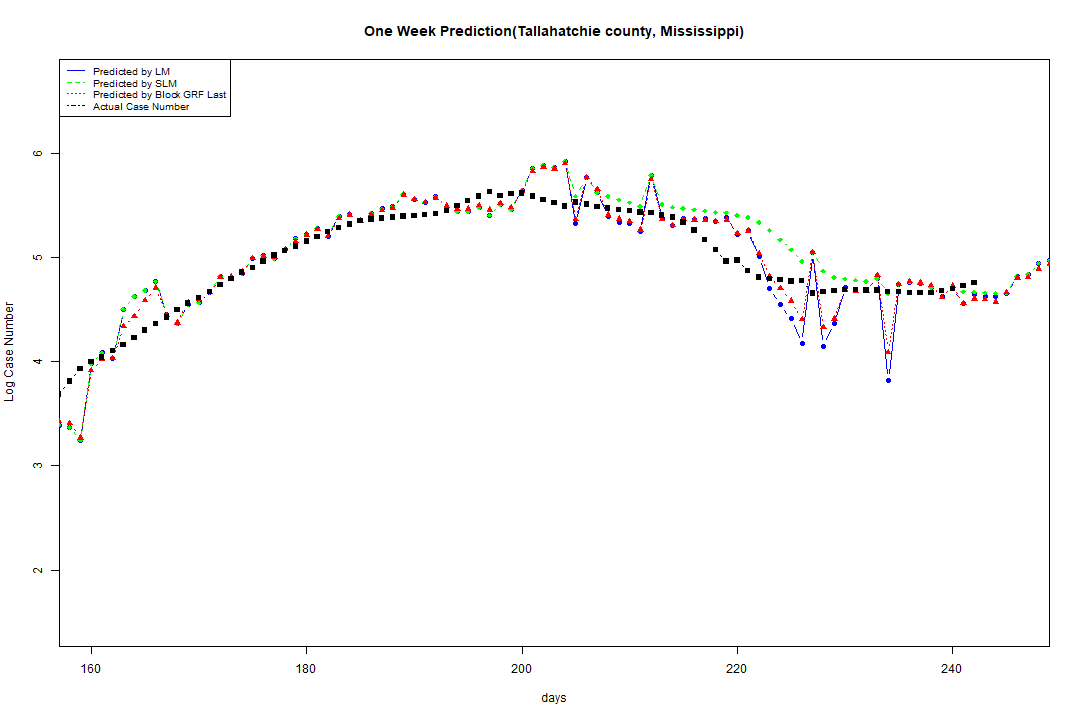 One Week Prediction(Tallahatchie county, Mississippi)
Predicted by LM
Predicted by SLM
Predicted by Block GRF Last
Actual Case Number
6
5
4
3
2
Log Case Number
160 180 200 220 240
days